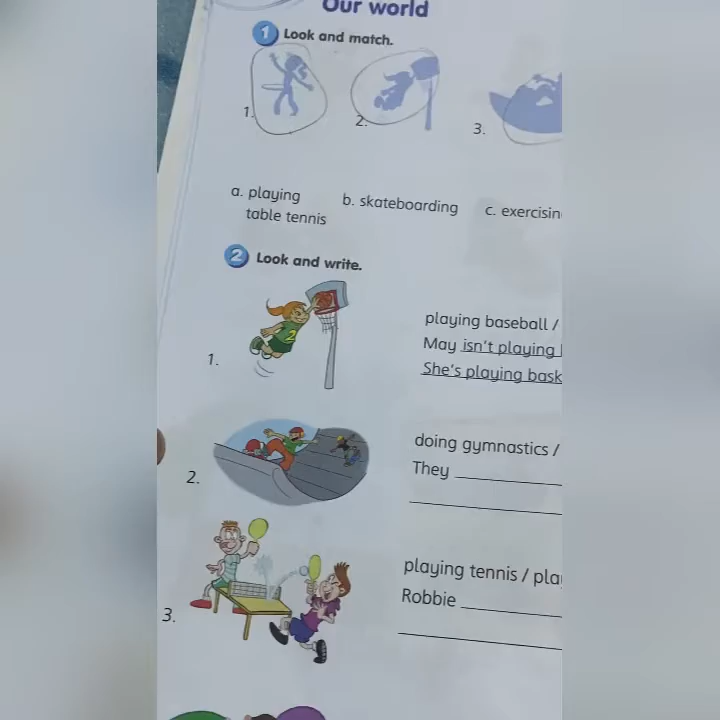 Our world
1 Look and match.
1. 2. 3.
a. playing table tennis b. skateboarding c. exercisin
2 Look and write.
1.
playing baseball /
May isn't playing
She's playing bask
2.
doing gymnastics /
They
3.
playing tennis / pla
Robbie